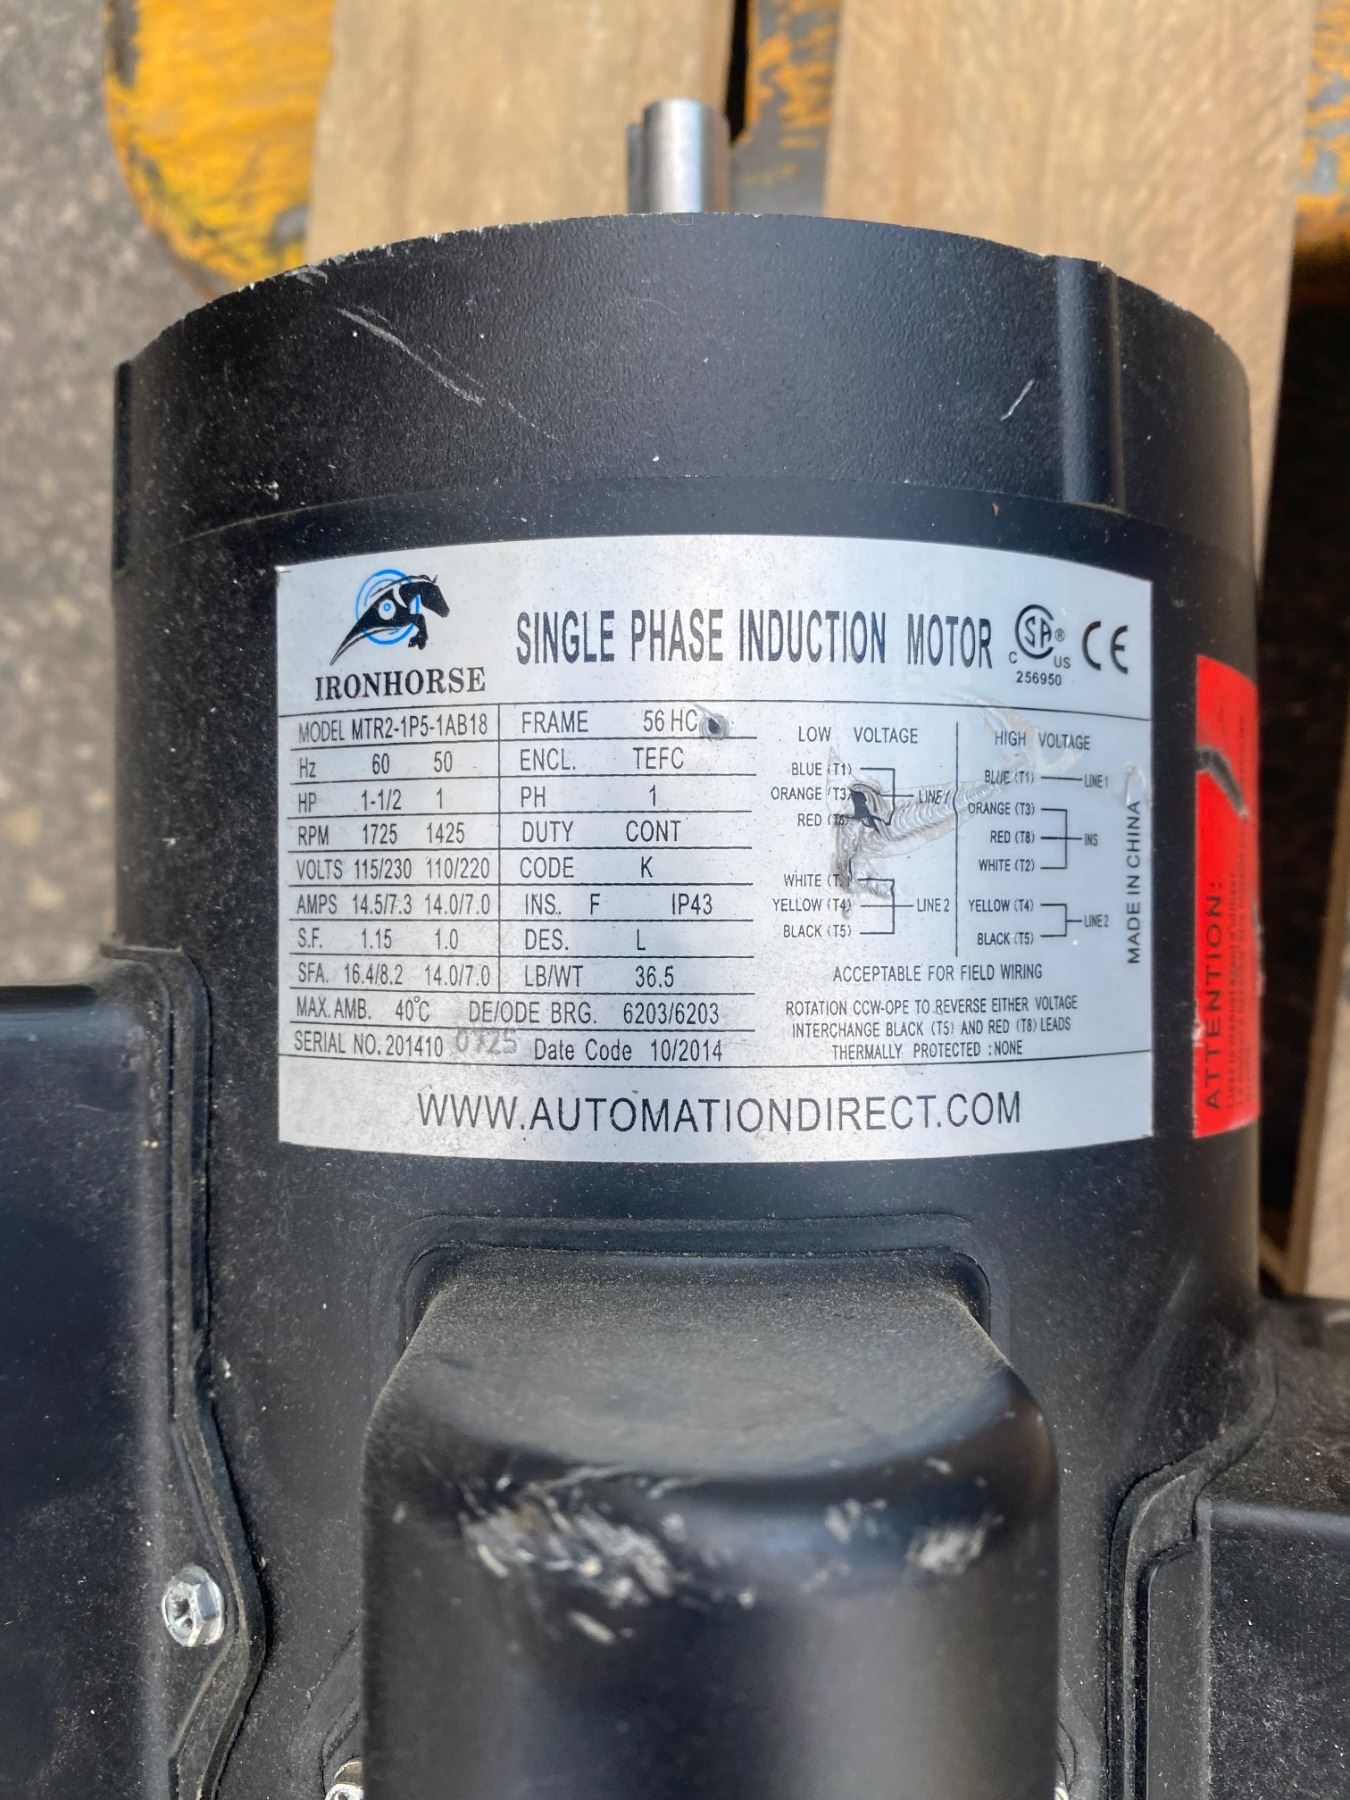 IRONHORSE
SINGLE PHASE INDUCTION MOTOR
CSA ® C US
256950
CE
MODEL MTR2-1P5-1AB18
Hz 60 50
HP 1-1/2 1
RPM 1725 1425
VOLTS 115/230 110/220
AMPS 14.5/7.3 14.0/7.0
S.F. 1.15 1.0
SFA. 16.4/8.2 14.0/7.0
FRAME 56 HC
ENCL. TEFC
PH 1
DUTY CONT
CODE K
INS. F IP43
DES. L
LB/WT 36.5
MAX. AMB. 40°C DE/ODE BRG. 6203/6203
SERIAL NO. 201410 0725 Date Code 10/2014
LOW VOLTAGE
BLUE (T1)
ORANGE (T3)
RED
LINE 1
WHITE
YELLOW (T4)
BLACK (T5)
LINE 2
HIGH VOLTAGE
BLUE (T1) LINE 1
ORANGE (T3)
RED (T8)
WHITE (T2)
INS
YELLOW (T4)
BLACK (T5)
LINE 2
MADE IN CHINA
ACCEPTABLE FOR FIELD WIRING
ROTATION CCW-OPE TO REVERSE EITHER VOLTAGE
INTERCHANGE BLACK (T5) AND RED (T8) LEADS
THERMALLY PROTECTED :NONE
WWW.AUTOMATIONDIRECT.COM
ATTENTION: